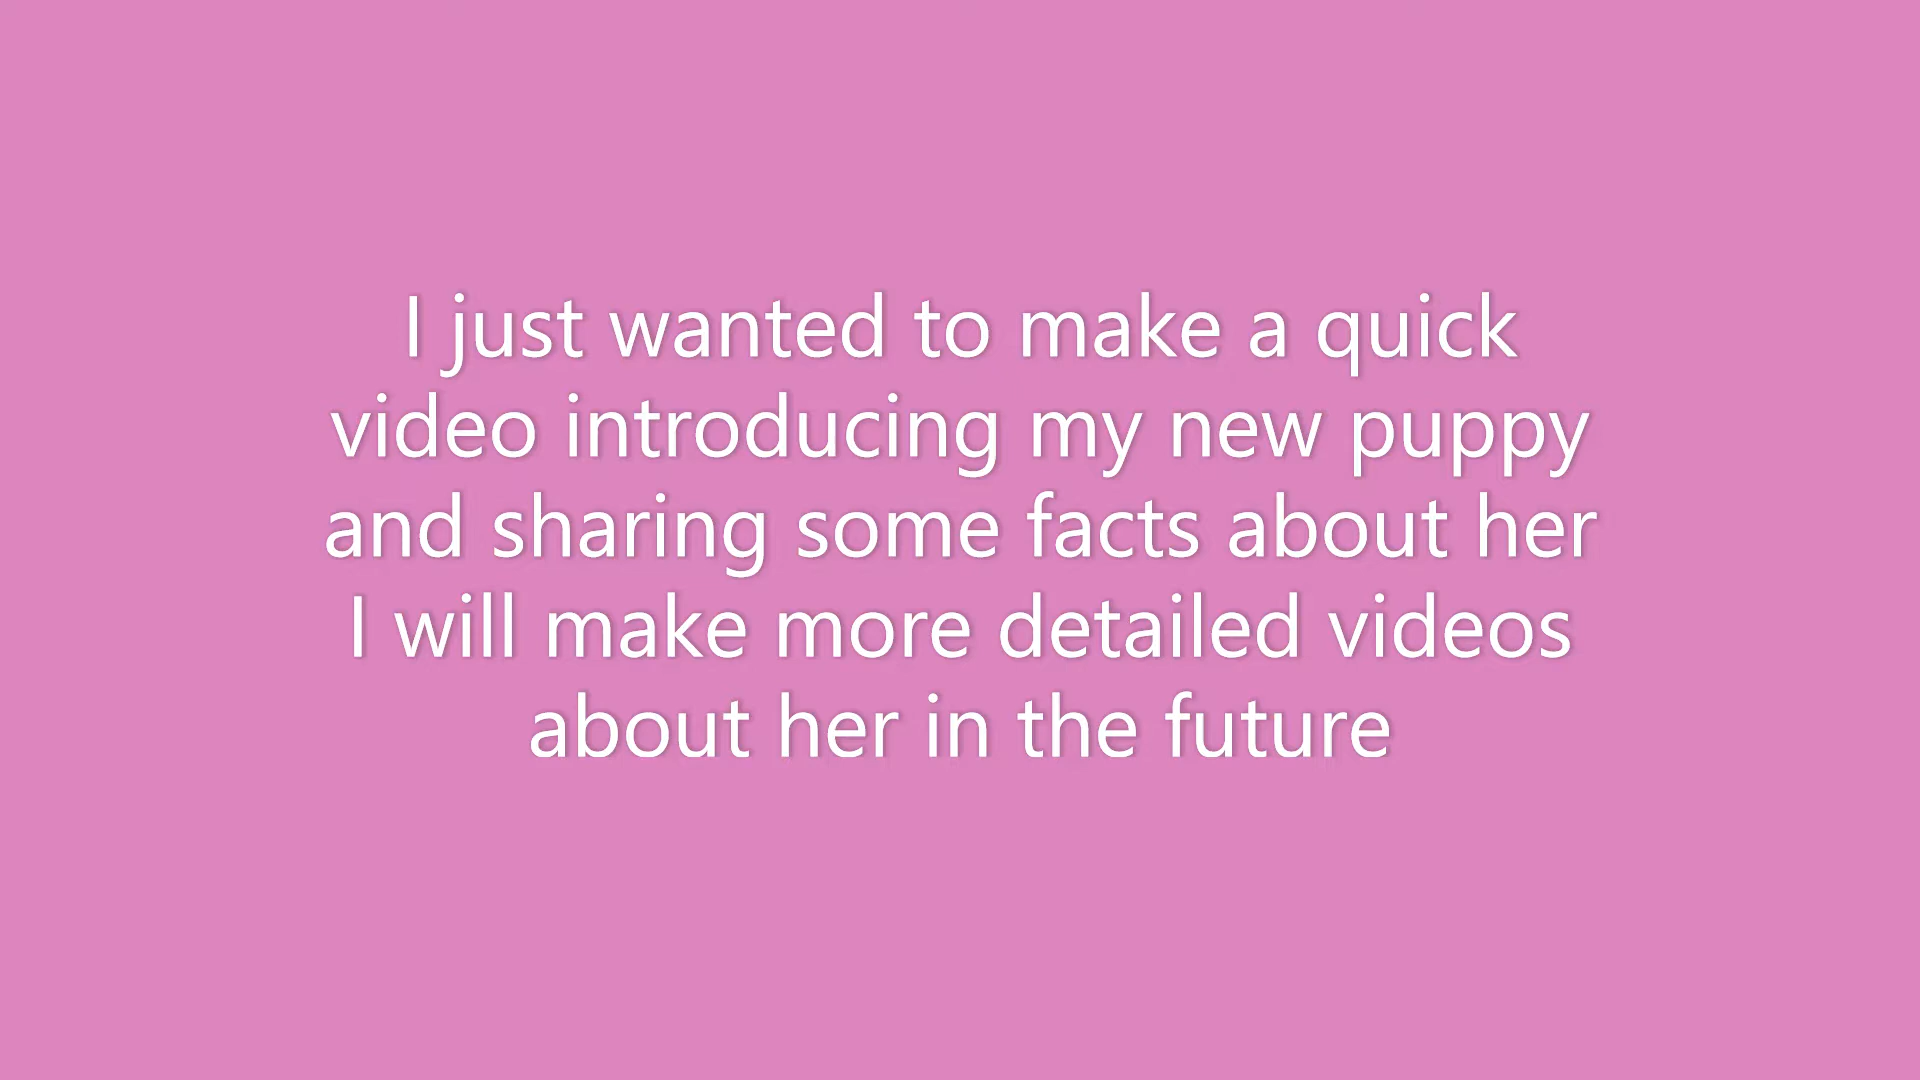 I just wanted to make a quick
video introducing my new puppy
and sharing some facts about her
I will make more detailed videos
about her in the future